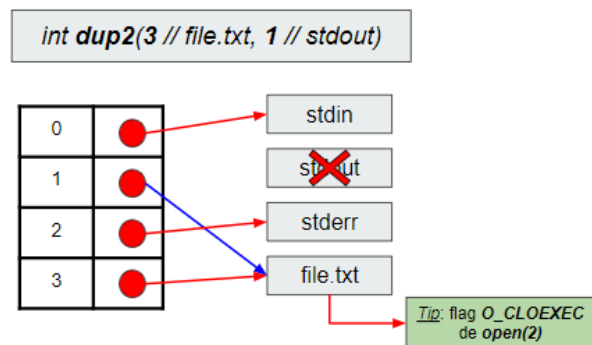 int dup2(3 // file.txt, 1 // stdout)
0
stdin
1
stdout
2
stderr
3
file.txt
Tip: flag O_CLOEXEC
de open(2)